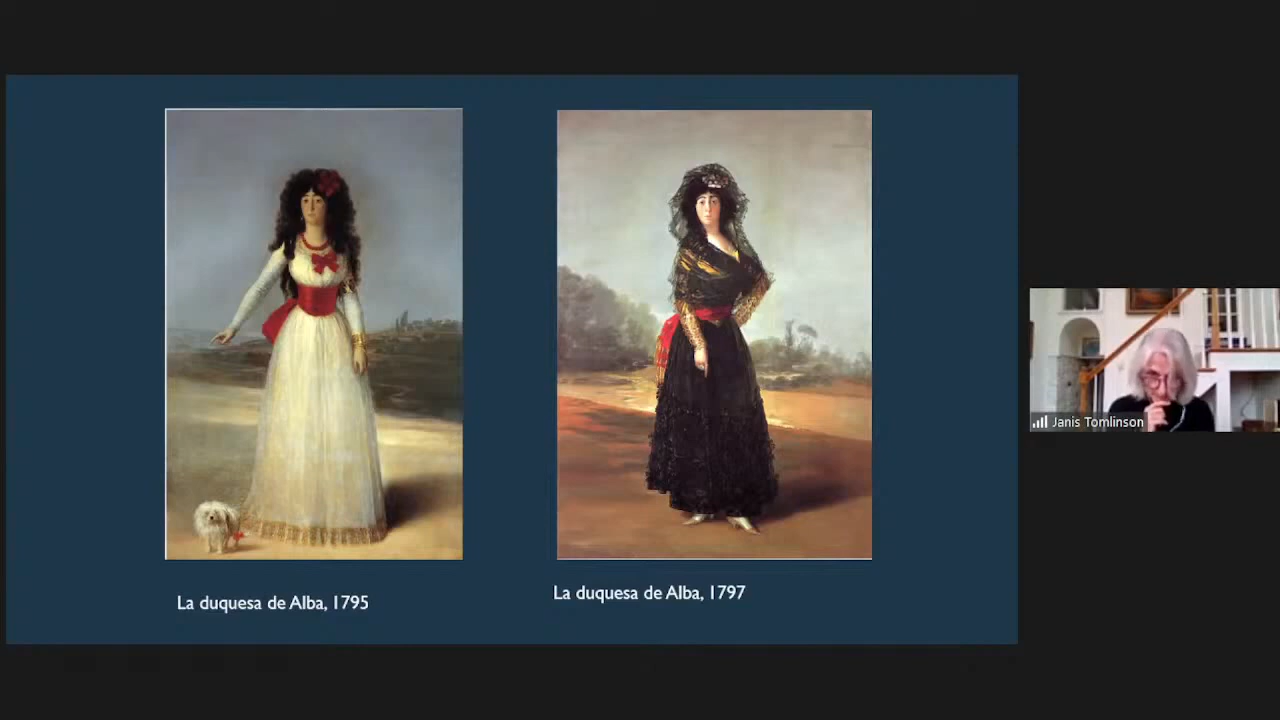 La duquesa de Alba, 1795
La duquesa de Alba, 1797
Janis Tomlinson